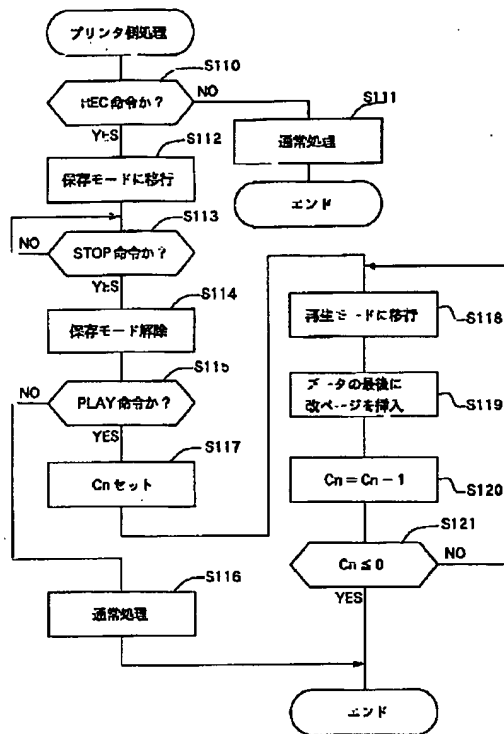 プリンタ側処理
S110
REC命令か?
NO
S111
通常処理
エンド
YES
S112
保存モードに移行
S113
STOP命令か?
NO
YES
S114
保存モード解除
S115
PLAY命令か?
NO
YES
S117
Cnセット
S116
通常処理
再生モードに移行
S118
データの最後に
改ページを挿入
S119
Cn=Cn-1
S120
S121
Cn≤0
NO
YES
エンド